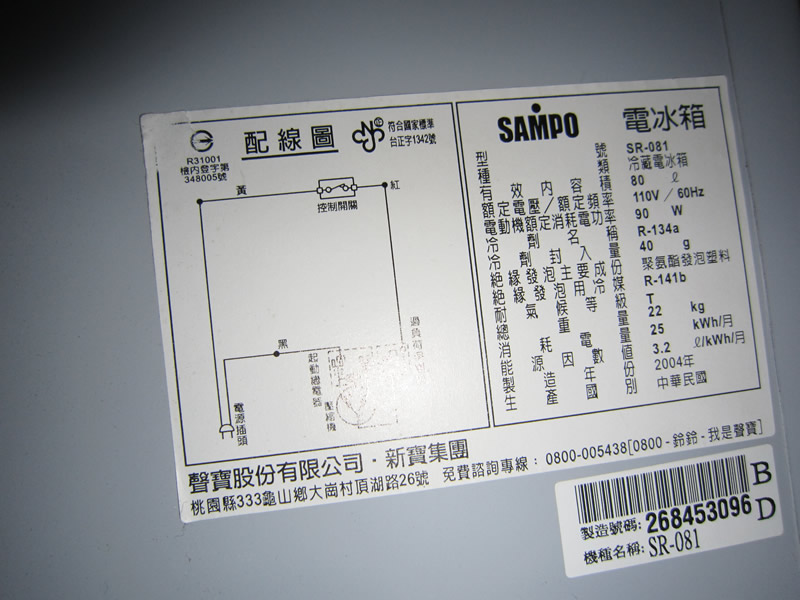 R31001
檢內登字第
348005號
配線圖
符合國家標準
台正字1342號
黃
控制開關
紅
黑
起動繼電器
壓縮機
電源插頭
SAMPO
電冰箱
型號 SR-081
種類 冷藏電冰箱
有效內容積 80 ℓ
額定電壓/額定頻率 110V / 60Hz
電動機額定消耗電功率 90 W
冷劑名稱 R-134a
冷劑封入量 40 g
絕緣發泡主要成份 聚氨酯發泡塑料
絕緣發泡用冷媒 R-141b
耐氣候等級 T
總重量 22 kg
消耗電量 25 kWh/月
能源因數值 3.2 ℓ/kWh/月
製造年份 2004年
生產國別 中華民國
聲寶股份有限公司·新寶集團
免費諮詢專線：0800-005438[0800-鈴鈴-我是聲寶]
桃園縣333龜山鄉大崗村頂湖路26號
製造號碼: 268453096
機種名稱: SR-081
B
D